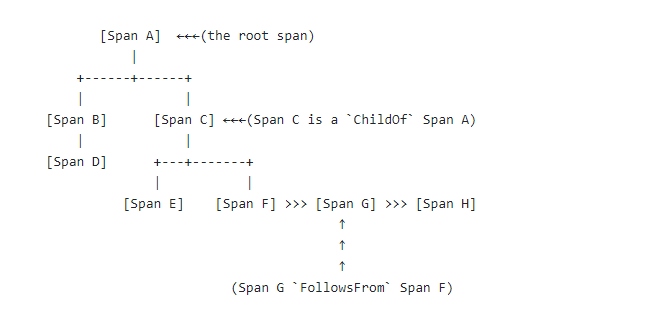 [Span A]  ←←←(the root span)
            |
     +------+------+
     |             |
 [Span B]      [Span C] ←←←(Span C is a `ChildOf` Span A)
     |             |
 [Span D]      +---+-------+
               |           |
           [Span E]    [Span F] >>> [Span G] >>> [Span H]
                                       ↑
                                       ↑
                                       ↑
                         (Span G `FollowsFrom` Span F)